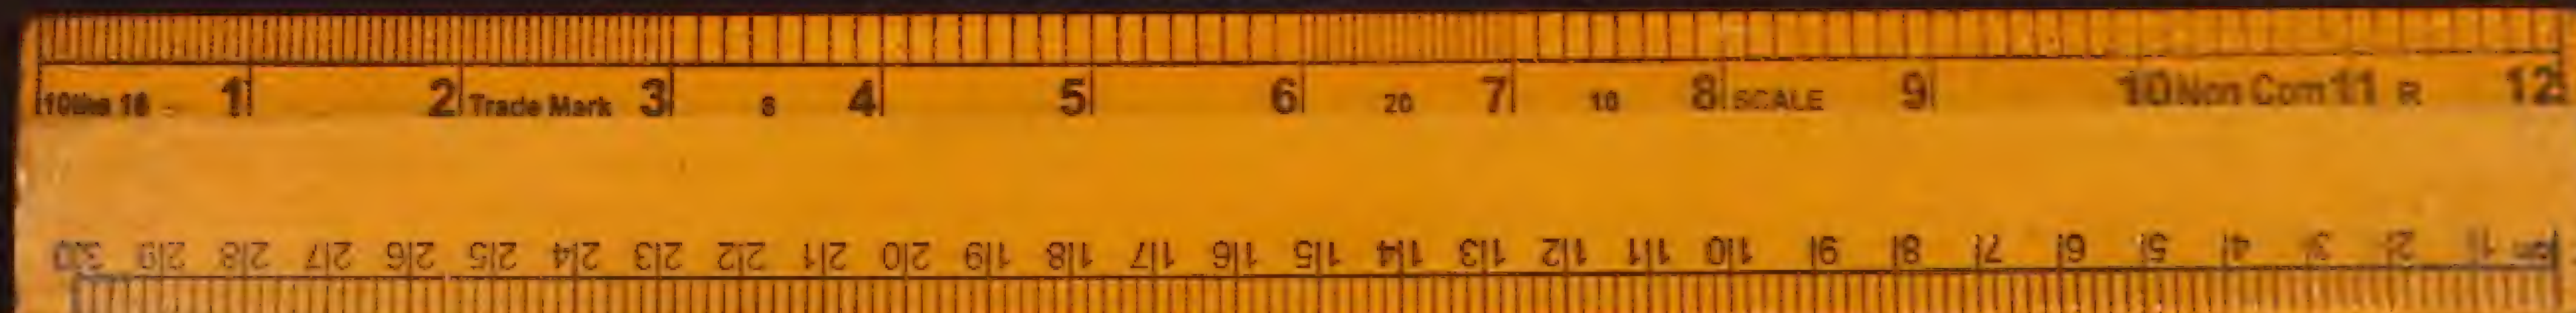 10ths 16 1 2 Trade Mark 3 8 4 5 6 20 7 10 8 SCALE 9 10 Non Com 11 R 12
30 29 28 27 26 25 24 23 22 21 20 19 18 17 16 15 14 13 12 11 10 9 8 7 6 5 4 3 2 1 cm